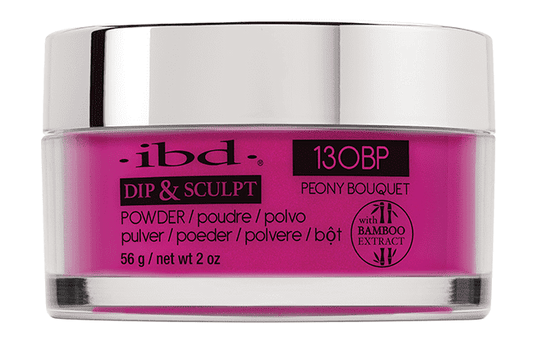 ·ibd·®
DIP & SCULPT
POWDER / poudre / polvo
pulver / poeder / polvere / bột
56 g / net wt 2 oz
130BP
PEONY BOUQUET
with
BAMBOO
EXTRACT